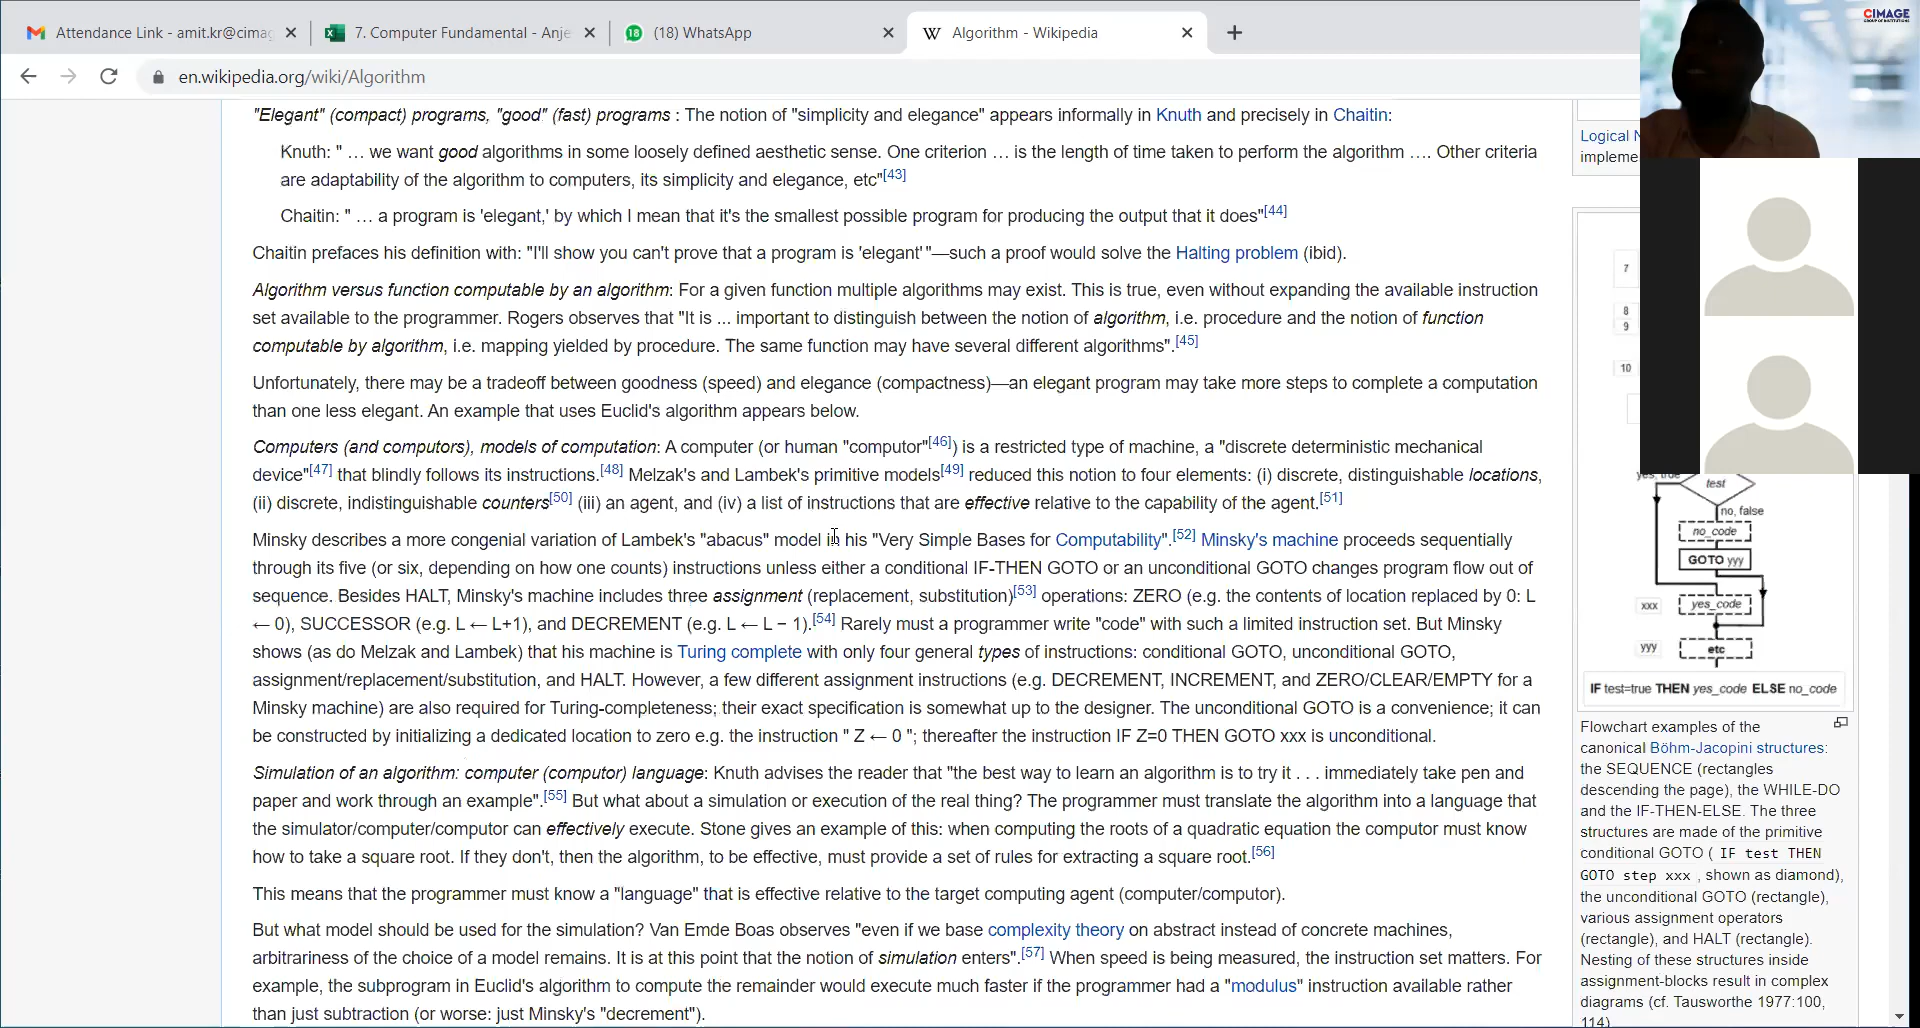 Attendance Link - amit.kr@cimag
7. Computer Fundamental - Anje
18
(18) WhatsApp
W Algorithm - Wikipedia
CIMAGE
GROUP OF INSTITUTIONS
en.wikipedia.org/wiki/Algorithm
"Elegant" (compact) programs, "good" (fast) programs : The notion of "simplicity and elegance" appears informally in Knuth and precisely in Chaitin:
Knuth: " … we want good algorithms in some loosely defined aesthetic sense. One criterion … is the length of time taken to perform the algorithm …. Other criteria
are adaptability of the algorithm to computers, its simplicity and elegance, etc"[43]
Chaitin: " … a program is 'elegant,' by which I mean that it's the smallest possible program for producing the output that it does"[44]
Chaitin prefaces his definition with: "I'll show you can't prove that a program is 'elegant'"—such a proof would solve the Halting problem (ibid).
Algorithm versus function computable by an algorithm: For a given function multiple algorithms may exist. This is true, even without expanding the available instruction
set available to the programmer. Rogers observes that "It is ... important to distinguish between the notion of algorithm, i.e. procedure and the notion of function
computable by algorithm, i.e. mapping yielded by procedure. The same function may have several different algorithms".[45]
Unfortunately, there may be a tradeoff between goodness (speed) and elegance (compactness)—an elegant program may take more steps to complete a computation
than one less elegant. An example that uses Euclid's algorithm appears below.
Computers (and computors), models of computation: A computer (or human "computor"[46]) is a restricted type of machine, a "discrete deterministic mechanical
device"[47] that blindly follows its instructions.[48] Melzak's and Lambek's primitive models[49] reduced this notion to four elements: (i) discrete, distinguishable locations,
(ii) discrete, indistinguishable counters[50] (iii) an agent, and (iv) a list of instructions that are effective relative to the capability of the agent.[51]
Minsky describes a more congenial variation of Lambek's "abacus" model in his "Very Simple Bases for Computability".[52] Minsky's machine proceeds sequentially
through its five (or six, depending on how one counts) instructions unless either a conditional IF-THEN GOTO or an unconditional GOTO changes program flow out of
sequence. Besides HALT, Minsky's machine includes three assignment (replacement, substitution)[53] operations: ZERO (e.g. the contents of location replaced by 0: L
← 0), SUCCESSOR (e.g. L ← L+1), and DECREMENT (e.g. L ← L − 1).[54] Rarely must a programmer write "code" with such a limited instruction set. But Minsky
shows (as do Melzak and Lambek) that his machine is Turing complete with only four general types of instructions: conditional GOTO, unconditional GOTO,
assignment/replacement/substitution, and HALT. However, a few different assignment instructions (e.g. DECREMENT, INCREMENT, and ZERO/CLEAR/EMPTY for a
Minsky machine) are also required for Turing-completeness; their exact specification is somewhat up to the designer. The unconditional GOTO is a convenience; it can
be constructed by initializing a dedicated location to zero e.g. the instruction " Z ← 0 "; thereafter the instruction IF Z=0 THEN GOTO xxx is unconditional.
Simulation of an algorithm: computer (computor) language: Knuth advises the reader that "the best way to learn an algorithm is to try it . . . immediately take pen and
paper and work through an example".[55] But what about a simulation or execution of the real thing? The programmer must translate the algorithm into a language that
the simulator/computer/computor can effectively execute. Stone gives an example of this: when computing the roots of a quadratic equation the computor must know
how to take a square root. If they don't, then the algorithm, to be effective, must provide a set of rules for extracting a square root.[56]
This means that the programmer must know a "language" that is effective relative to the target computing agent (computer/computor).
But what model should be used for the simulation? Van Emde Boas observes "even if we base complexity theory on abstract instead of concrete machines,
arbitrariness of the choice of a model remains. It is at this point that the notion of simulation enters".[57] When speed is being measured, the instruction set matters. For
example, the subprogram in Euclid's algorithm to compute the remainder would execute much faster if the programmer had a "modulus" instruction available rather
than just subtraction (or worse: just Minsky's "decrement").
Logical N
impleme
7
8
9
10
yes, true
test
no, false
no_code
GOTO yyy
xxx
yes_code
yyy
etc
IF test=true THEN yes_code ELSE no_code
Flowchart examples of the
canonical Böhm-Jacopini structures:
the SEQUENCE (rectangles
descending the page), the WHILE-DO
and the IF-THEN-ELSE. The three
structures are made of the primitive
conditional GOTO ( IF test THEN
GOTO step xxx , shown as diamond),
the unconditional GOTO (rectangle),
various assignment operators
(rectangle), and HALT (rectangle).
Nesting of these structures inside
assignment-blocks result in complex
diagrams (cf. Tausworthe 1977:100,
114)